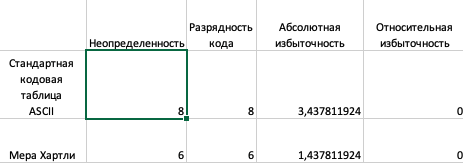 Неопределенность Разрядность кода Абсолютная избыточность Относительная избыточность
Стандартная кодовая таблица ASCII 8 8 3,437811924 0
Мера Хартли 6 6 1,437811924 0